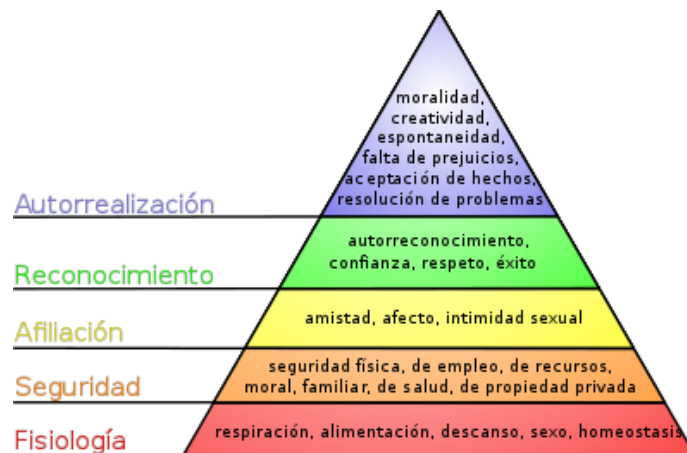 moralidad,
creatividad,
espontaneidad,
falta de prejuicios,
aceptación de hechos,
resolución de problemas
Autorrealización
autorreconocimiento,
confianza, respeto, éxito
Reconocimiento
amistad, afecto, intimidad sexual
Afiliación
seguridad física, de empleo, de recursos,
moral, familiar, de salud, de propiedad privada
Seguridad
respiración, alimentación, descanso, sexo, homeostasis
Fisiología